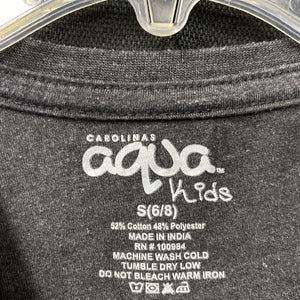 CAROLINAS
aqua™
Kids
S(6/8)
52% Cotton 48% Polyester
MADE IN INDIA
RN # 100984
MACHINE WASH COLD
TUMBLE DRY LOW
DO NOT BLEACH WARM IRON